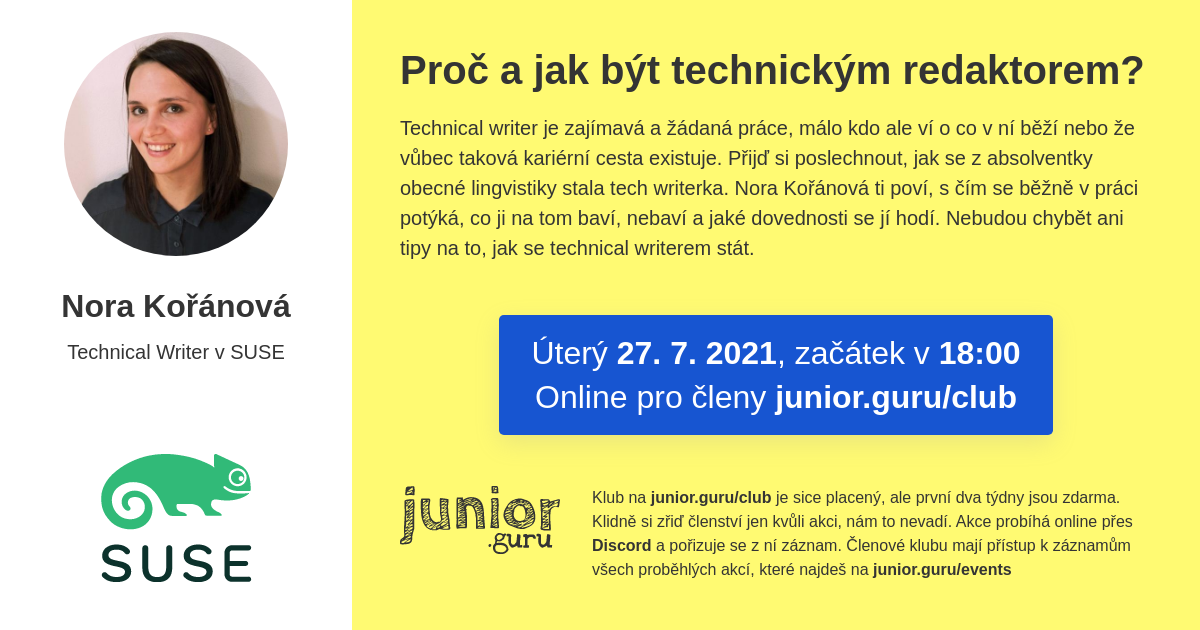 Nora Kořánová
Technical Writer v SUSE
SUSE
Proč a jak být technickým redaktorem?
Technical writer je zajímavá a žádaná práce, málo kdo ale ví o co v ní běží nebo že
vůbec taková kariérní cesta existuje. Přijď si poslechnout, jak se z absolventky
obecné lingvistiky stala tech writerka. Nora Kořánová ti poví, s čím se běžně v práci
potýká, co ji na tom baví, nebaví a jaké dovednosti se jí hodí. Nebudou chybět ani
tipy na to, jak se technical writerem stát.
Úterý 27. 7. 2021, začátek v 18:00
Online pro členy junior.guru/club
junior
.guru
Klub na junior.guru/club je sice placený, ale první dva týdny jsou zdarma.
Klidně si zřiď členství jen kvůli akci, nám to nevadí. Akce probíhá online přes
Discord a pořizuje se z ní záznam. Členové klubu mají přístup k záznamům
všech proběhlých akcí, které najdeš na junior.guru/events